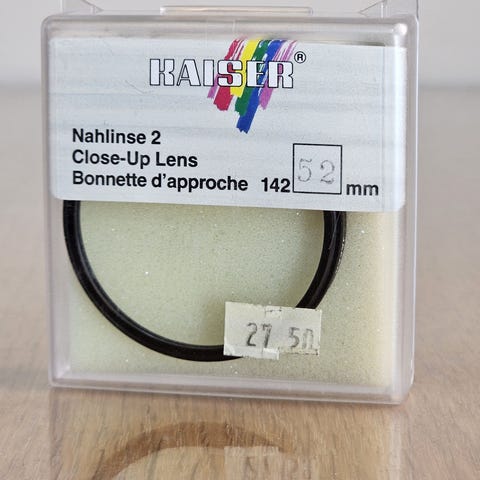 KAISER®
Nahlinse 2
Close-Up Lens
Bonnette d'approche 142 52 mm
27 50